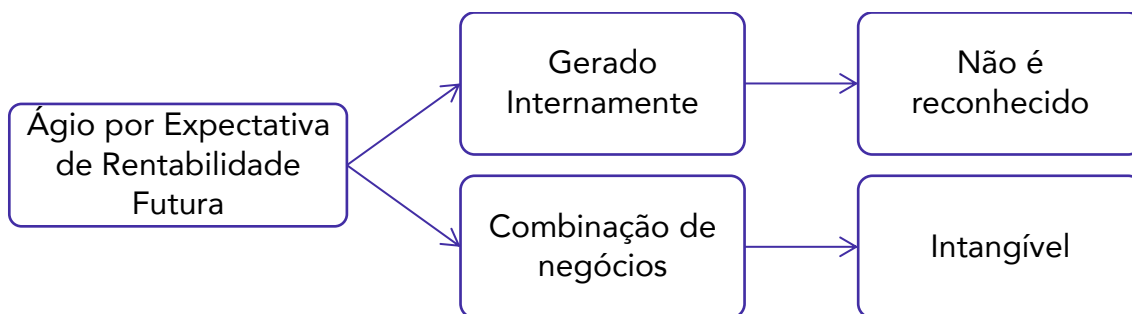 Ágio por Expectativa
de Rentabilidade
Futura
Gerado
Internamente
Não é
reconhecido
Combinação de
negócios
Intangível